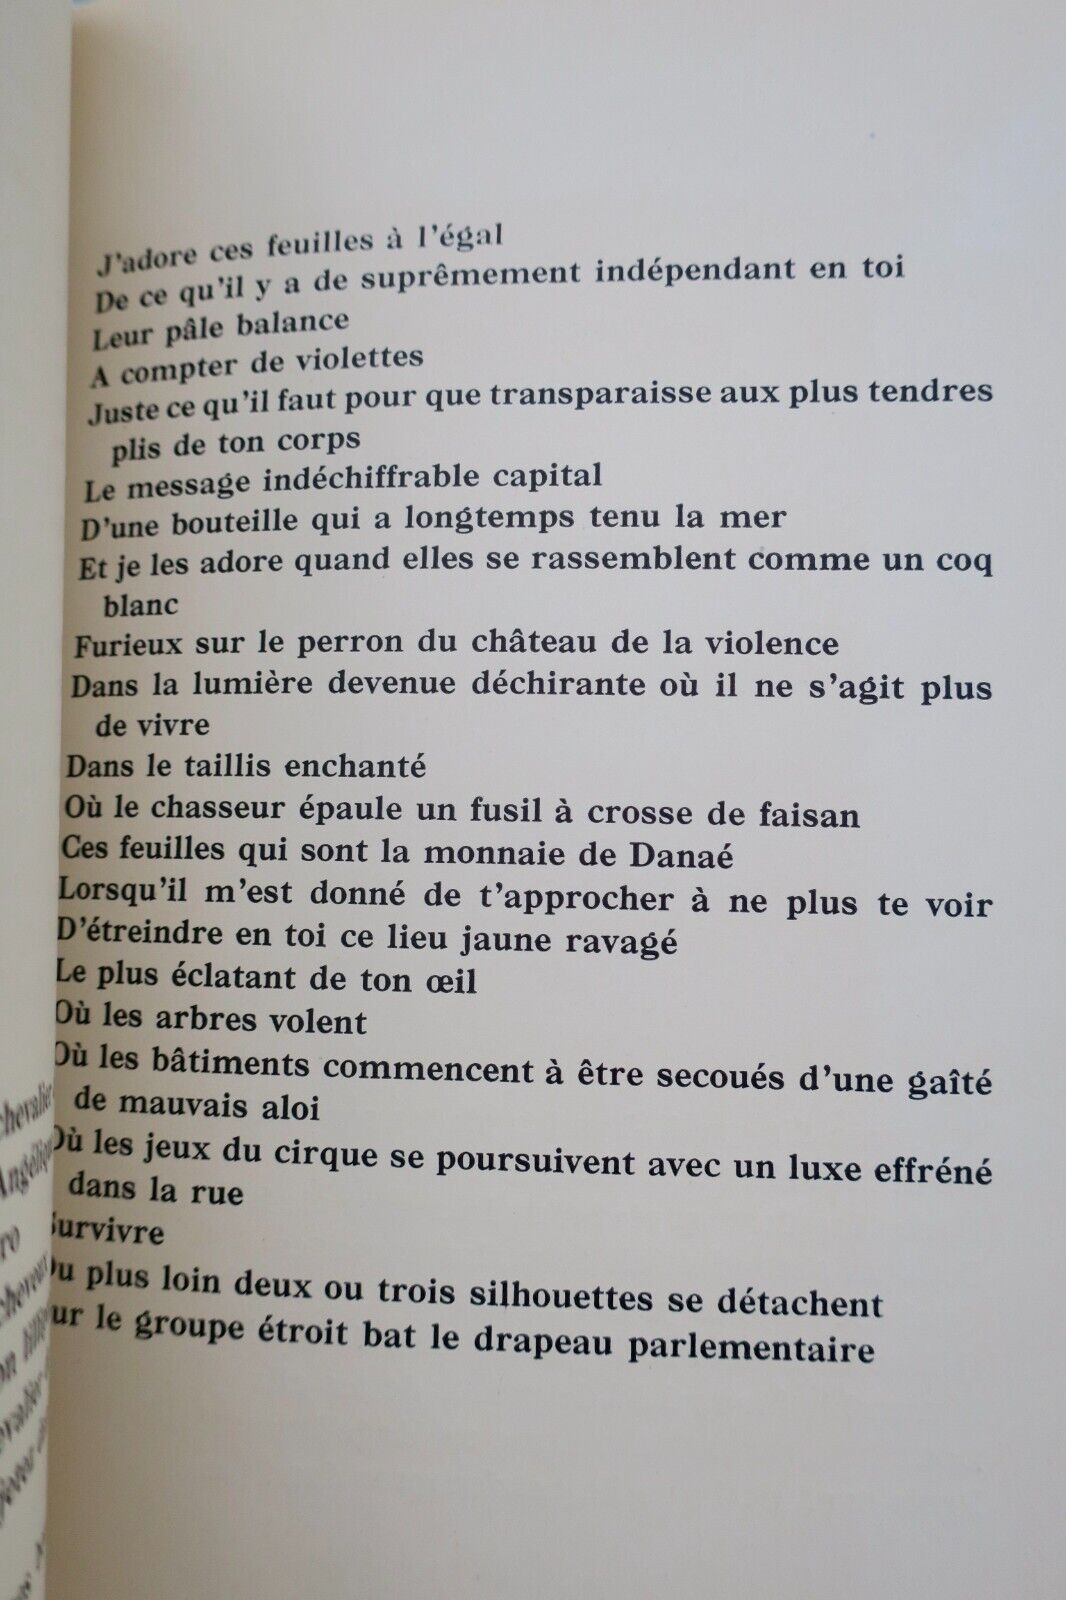 J'adore ces feuilles à l'égal
De ce qu'il y a de suprêmement indépendant en toi
Leur pâle balance
A compter de violettes
Juste ce qu'il faut pour que transparaisse aux plus tendres
plis de ton corps
Le message indéchiffrable capital
D'une bouteille qui a longtemps tenu la mer
Et je les adore quand elles se rassemblent comme un coq
blanc
Furieux sur le perron du château de la violence
Dans la lumière devenue déchirante où il ne s'agit plus
de vivre
Dans le taillis enchanté
Où le chasseur épaule un fusil à crosse de faisan
Ces feuilles qui sont la monnaie de Danaé
Lorsqu'il m'est donné de t'approcher à ne plus te voir
D'étreindre en toi ce lieu jaune ravagé
Le plus éclatant de ton œil
Où les arbres volent
Où les bâtiments commencent à être secoués d'une gaîté
de mauvais aloi
Où les jeux du cirque se poursuivent avec un luxe effréné
dans la rue
Survivre
Du plus loin deux ou trois silhouettes se détachent
ur le groupe étroit bat le drapeau parlementaire
chevalie
Angéliqu
ro
cheveux